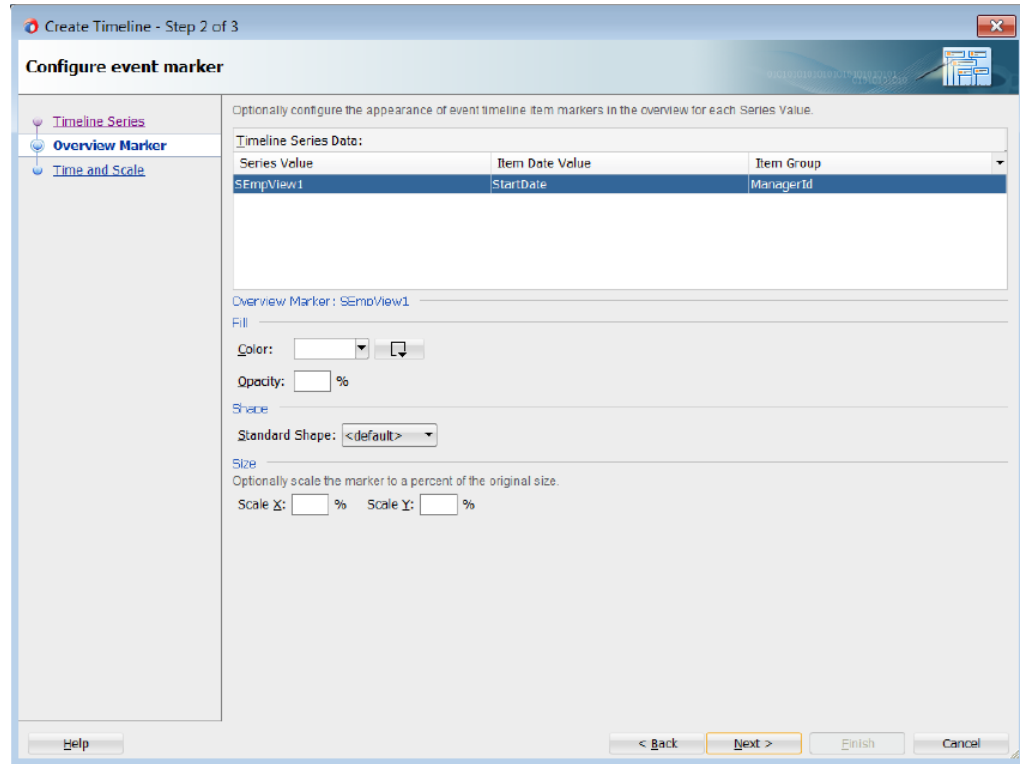 Create Timeline - Step 2 of 3
Configure event marker
Timeline Series
Overview Marker
Time and Scale
Optionally configure the appearance of event timeline item markers in the overview for each Series Value.
Timeline Series Data:
Series Value Item Date Value Item Group
SEmpView1 StartDate ManagerId
Overview Marker: SEmpView1
Fill
Color:
Opacity: %
Shape
Standard Shape: <default>
Size
Optionally scale the marker to a percent of the original size.
Scale X: % Scale Y: %
Help < Back Next > Finish Cancel